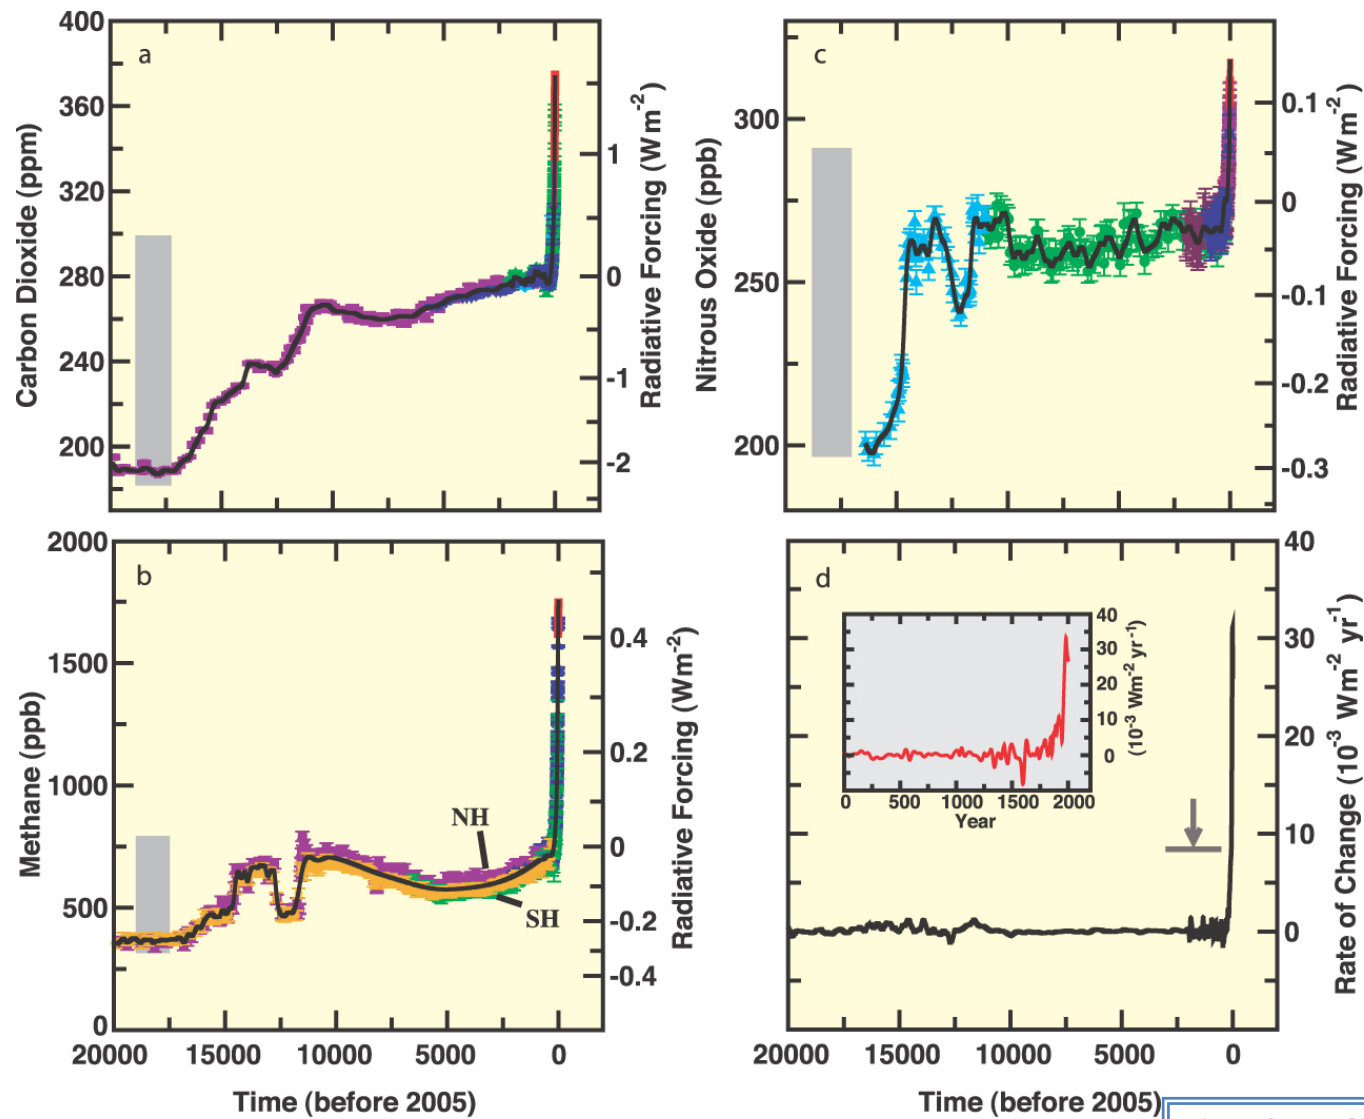 a
400
360
320
280
240
200
Carbon Dioxide (ppm)
1
0
-1
-2
Radiative Forcing (Wm⁻²)
c
300
250
200
Nitrous Oxide (ppb)
0.1
0
-0.1
-0.2
-0.3
Radiative Forcing (Wm⁻²)
b
2000
1500
1000
500
0
Methane (ppb)
NH
SH
0.4
0.2
0
-0.2
-0.4
Radiative Forcing (Wm⁻²)
20000 15000 10000 5000 0
Time (before 2005)
d
40
30
20
10
0
Rate of Change (10⁻³ Wm⁻² yr⁻¹)
40
30
20
10
0
(10⁻³ Wm⁻² yr⁻¹)
0 500 1000 1500 2000
Year
20000 15000 10000 5000 0
Time (before 2005)